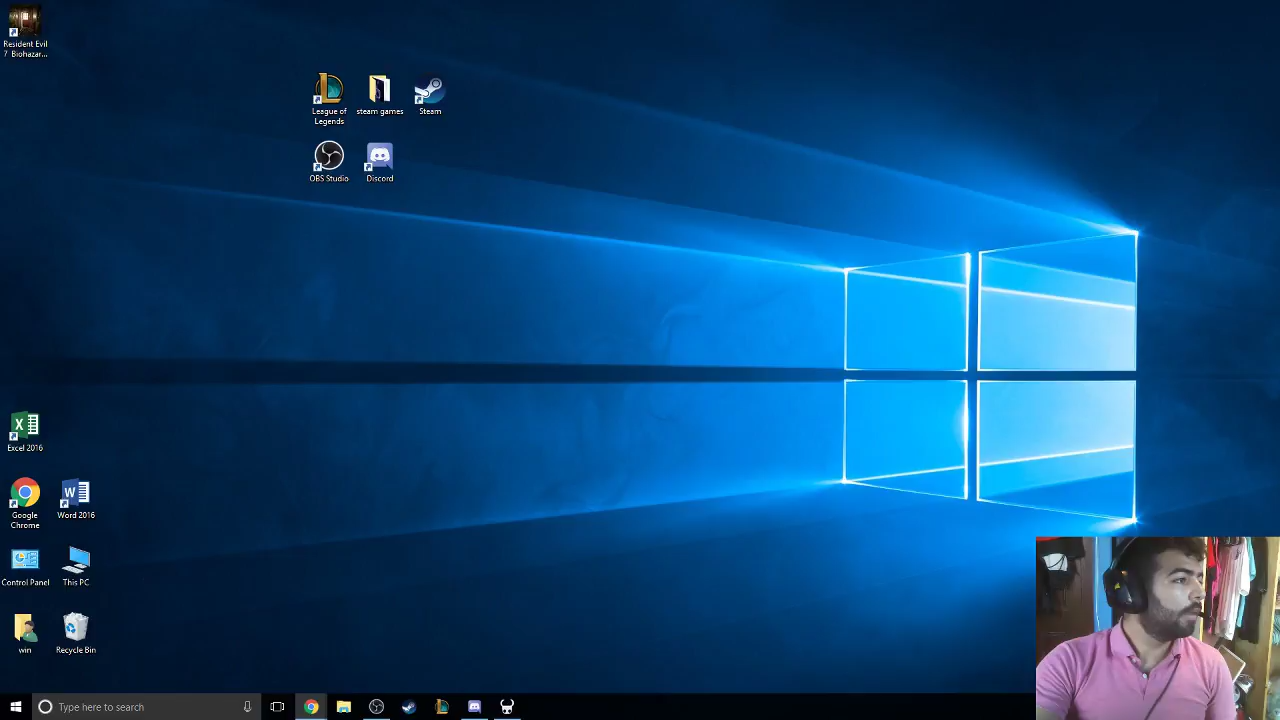 Resident Evil
7 Biohazar...
League of
Legends
steam games
Steam
OBS Studio
Discord
Excel 2016
Google
Chrome
Word 2016
Control Panel
This PC
win
Recycle Bin
Type here to search